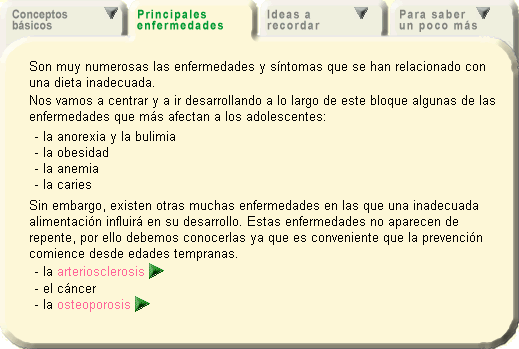 Conceptos básicos
Principales enfermedades
Ideas a recordar
Para saber un poco más
Son muy numerosas las enfermedades y síntomas que se han relacionado con
una dieta inadecuada.
Nos vamos a centrar y a ir desarrollando a lo largo de este bloque algunas de las
enfermedades que más afectan a los adolescentes:
- la anorexia y la bulimia
- la obesidad
- la anemia
- la caries
Sin embargo, existen otras muchas enfermedades en las que una inadecuada
alimentación influirá en su desarrollo. Estas enfermedades no aparecen de
repente, por ello debemos conocerlas ya que es conveniente que la prevención
comience desde edades tempranas.
- la arteriosclerosis
- el cáncer
- la osteoporosis